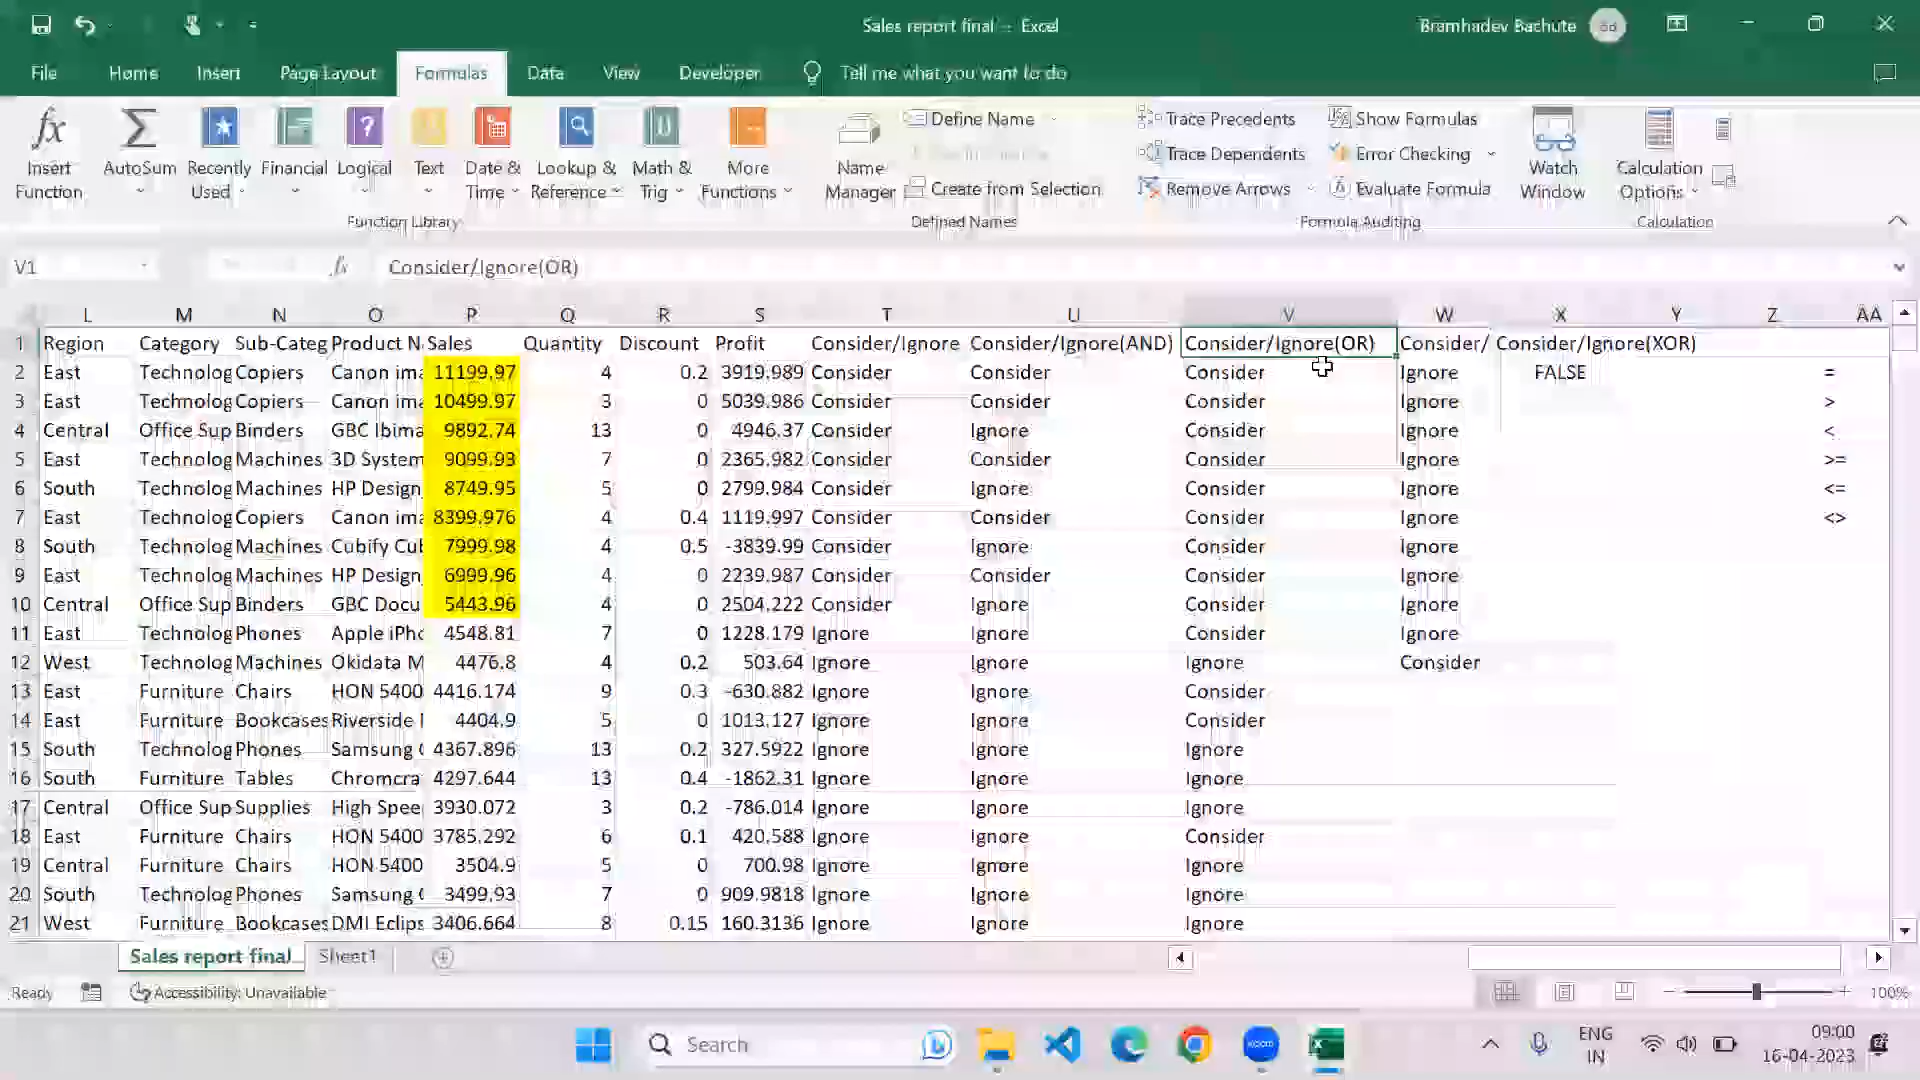 Sales report final - Excel
Bramhadev Bachute
File Home Insert Page Layout Formulas Data View Developer Tell me what you want to do
Insert Function
AutoSum
Recently Used
Financial
Logical
Text
Date & Time
Lookup & Reference
Math & Trig
More Functions
Function Library
Name Manager
Define Name
Create from Selection
Defined Names
Trace Precedents
Trace Dependents
Remove Arrows
Show Formulas
Error Checking
Evaluate Formula
Formula Auditing
Watch Window
Calculation Options
Calculation
V1 fx Consider/Ignore(OR)
L M N O P Q R S T U V W X Y Z AA
1 Region Category Sub-Categ Product N Sales Quantity Discount Profit Consider/Ignore Consider/Ignore(AND) Consider/Ignore(OR) Consider/ Consider/Ignore(XOR)
2 East Technolog Copiers Canon ima 11199.97 4 0.2 3919.989 Consider Consider Consider Ignore FALSE =
3 East Technolog Copiers Canon ima 10499.97 3 0 5039.986 Consider Consider Consider Ignore >
4 Central Office Sup Binders GBC Ibima 9892.74 13 0 4946.37 Consider Ignore Consider Ignore <
5 East Technolog Machines 3D System 9099.93 7 0 2365.982 Consider Consider Consider Ignore >=
6 South Technolog Machines HP Design 8749.95 5 0 2799.984 Consider Ignore Consider Ignore <=
7 East Technolog Copiers Canon ima 8399.976 4 0.4 1119.997 Consider Consider Consider Ignore <>
8 South Technolog Machines Cubify Cub 7999.98 4 0.5 -3839.99 Consider Ignore Consider Ignore
9 East Technolog Machines HP Design 6999.96 4 0 2239.987 Consider Consider Consider Ignore
10 Central Office Sup Binders GBC Docu 5443.96 4 0 2504.222 Consider Ignore Consider Ignore
11 East Technolog Phones Apple iPho 4548.81 7 0 1228.179 Ignore Ignore Consider Ignore
12 West Technolog Machines Okidata M 4476.8 4 0.2 503.64 Ignore Ignore Ignore Consider
13 East Furniture Chairs HON 5400 4416.174 9 0.3 -630.882 Ignore Ignore Consider
14 East Furniture Bookcases Riverside 4404.9 5 0 1013.127 Ignore Ignore Consider
15 South Technolog Phones Samsung 4367.896 13 0.2 327.5922 Ignore Ignore Ignore
16 South Furniture Tables Chromcra 4297.644 13 0.4 -1862.31 Ignore Ignore Ignore
17 Central Office Sup Supplies High Spee 3930.072 3 0.2 -786.014 Ignore Ignore Ignore
18 East Furniture Chairs HON 5400 3785.292 6 0.1 420.588 Ignore Ignore Consider
19 Central Furniture Chairs HON 5400 3504.9 5 0 700.98 Ignore Ignore Ignore
20 South Technolog Phones Samsung 3499.93 7 0 909.9818 Ignore Ignore Ignore
21 West Furniture Bookcases DMI Eclips 3406.664 8 0.15 160.3136 Ignore Ignore Ignore
Sales report final Sheet1
Ready Accessibility: Unavailable 100%
Search
zoom
ENG
IN
09:00
16-04-2023